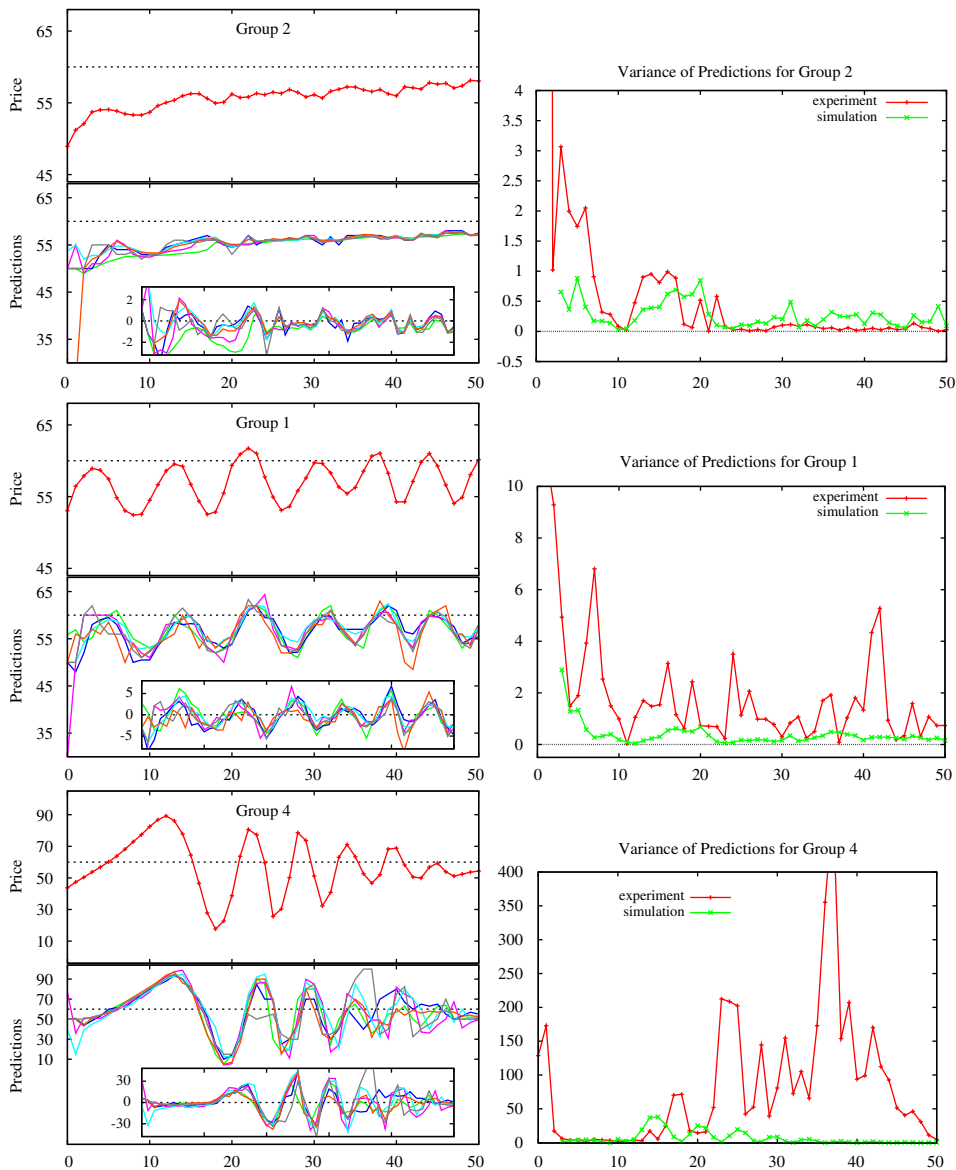 Group 2
65
55
45
Price
65
55
45
35
Predictions
2
0
-2
0 10 20 30 40 50
Variance of Predictions for Group 2
experiment
simulation
4
3.5
3
2.5
2
1.5
1
0.5
0
-0.5
0 10 20 30 40 50
Group 1
65
55
45
Price
65
55
45
35
Predictions
5
0
-5
0 10 20 30 40 50
Variance of Predictions for Group 1
experiment
simulation
10
8
6
4
2
0
0 10 20 30 40 50
Group 4
90
70
50
30
10
Price
90
70
50
30
10
Predictions
30
0
-30
0 10 20 30 40 50
Variance of Predictions for Group 4
experiment
simulation
400
350
300
250
200
150
100
50
0
0 10 20 30 40 50